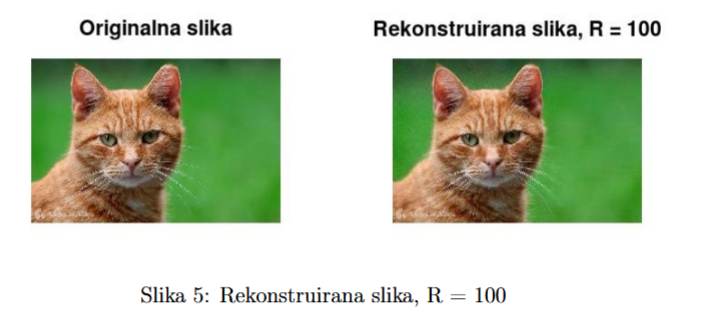 Originalna slika
Rekonstruirana slika, R = 100
Slika 5: Rekonstruirana slika, R = 100